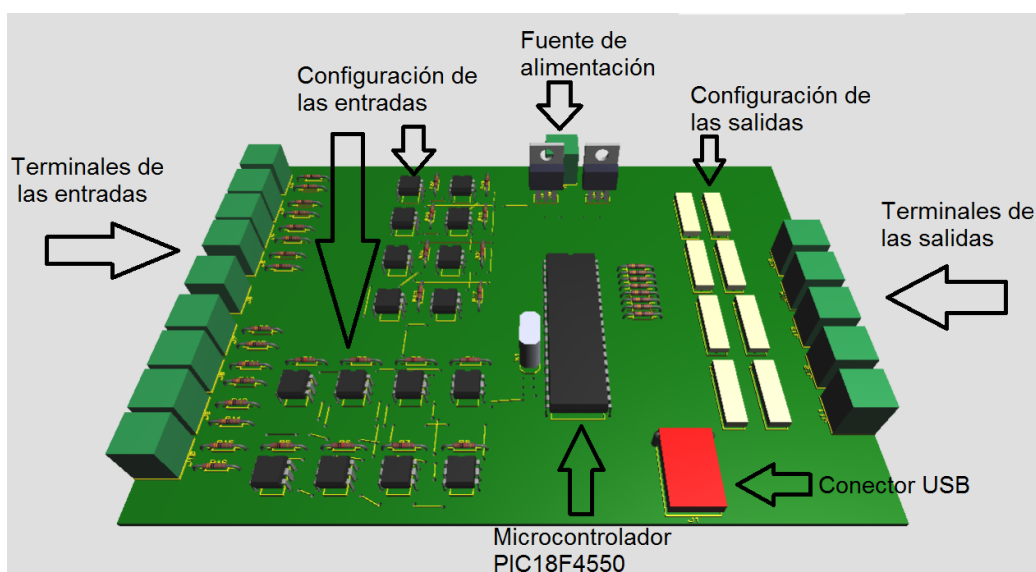 Fuente de
alimentación
Configuración de
las entradas
Configuración de
las salidas
Terminales de
las entradas
Terminales de
las salidas
Conector USB
Microcontrolador
PIC18F4550